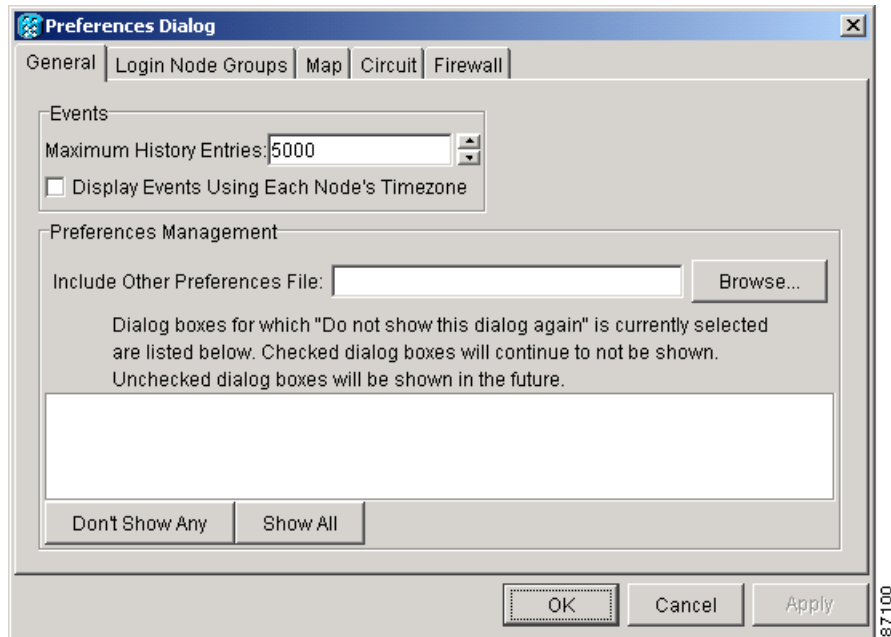 Preferences Dialog
General Login Node Groups Map Circuit Firewall
Events
Maximum History Entries: 5000
Display Events Using Each Node's Timezone
Preferences Management
Include Other Preferences File: Browse...
Dialog boxes for which "Do not show this dialog again" is currently selected
are listed below. Checked dialog boxes will continue to not be shown.
Unchecked dialog boxes will be shown in the future.
Don't Show Any Show All
OK Cancel Apply
87100